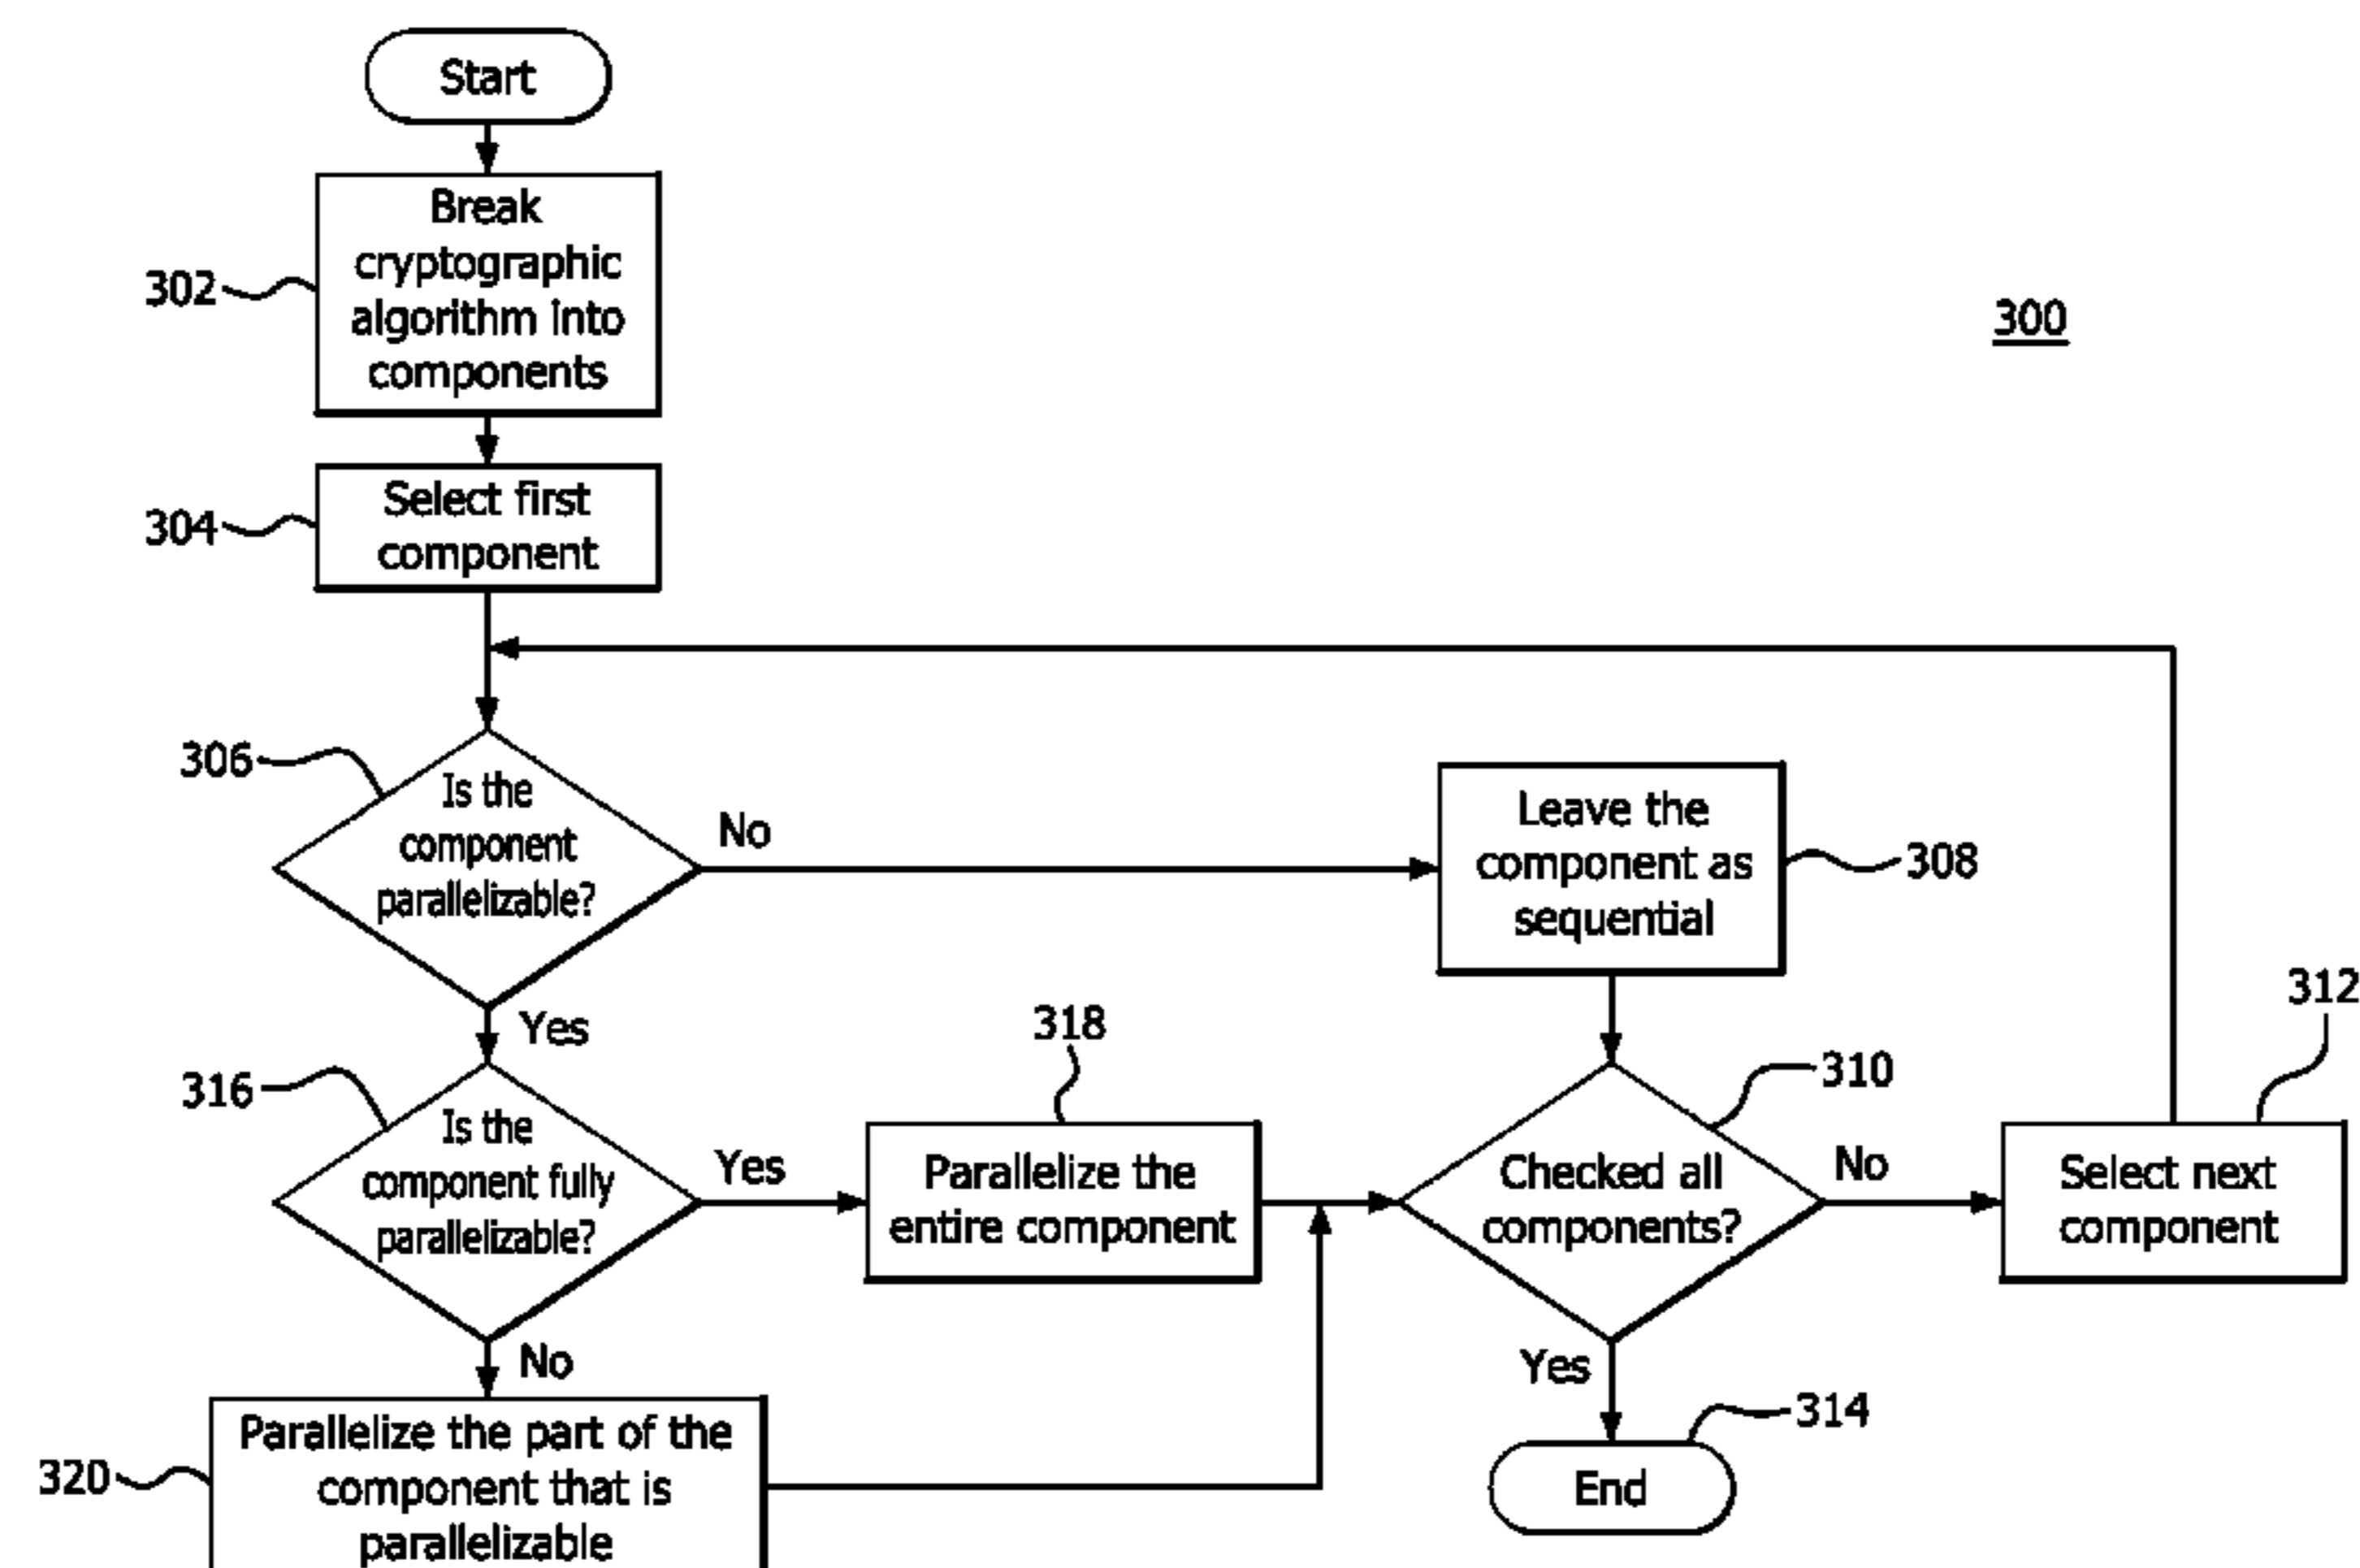 Start
Break
cryptographic
algorithm into
components
302
300
Select first
component
304
306
Is the
component
parallelizable?
No
Leave the
component as
sequential
308
Yes
312
318
310
316
Is the
component fully
parallelizable?
Yes
Parallelize the
entire component
Checked all
components?
No
Select next
component
No
Yes
314
320
Parallelize the part of the
component that is
parallelizable
End